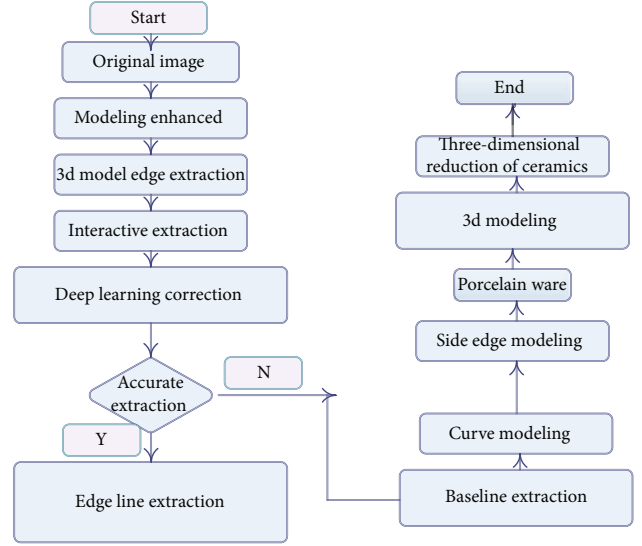 Start
Original image
Modeling enhanced
3d model edge extraction
Interactive extraction
Deep learning correction
Accurate
extraction
N
Y
Edge line extraction
End
Three-dimensional
reduction of ceramics
3d modeling
Porcelain ware
Side edge modeling
Curve modeling
Baseline extraction